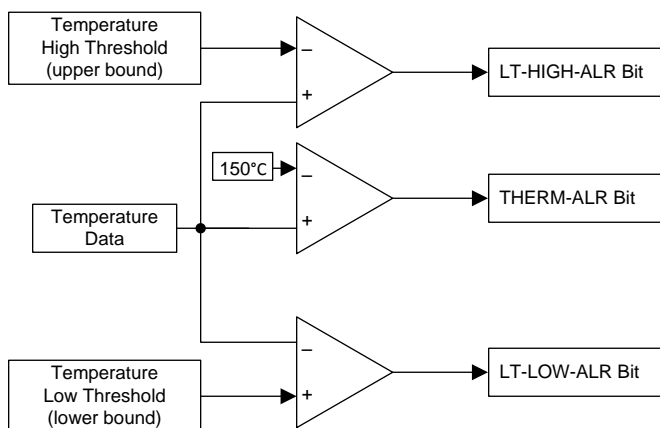 Temperature
High Threshold
(upper bound)
−
+
LT-HIGH-ALR Bit
150°C
−
+
THERM-ALR Bit
Temperature
Data
−
+
LT-LOW-ALR Bit
Temperature
Low Threshold
(lower bound)